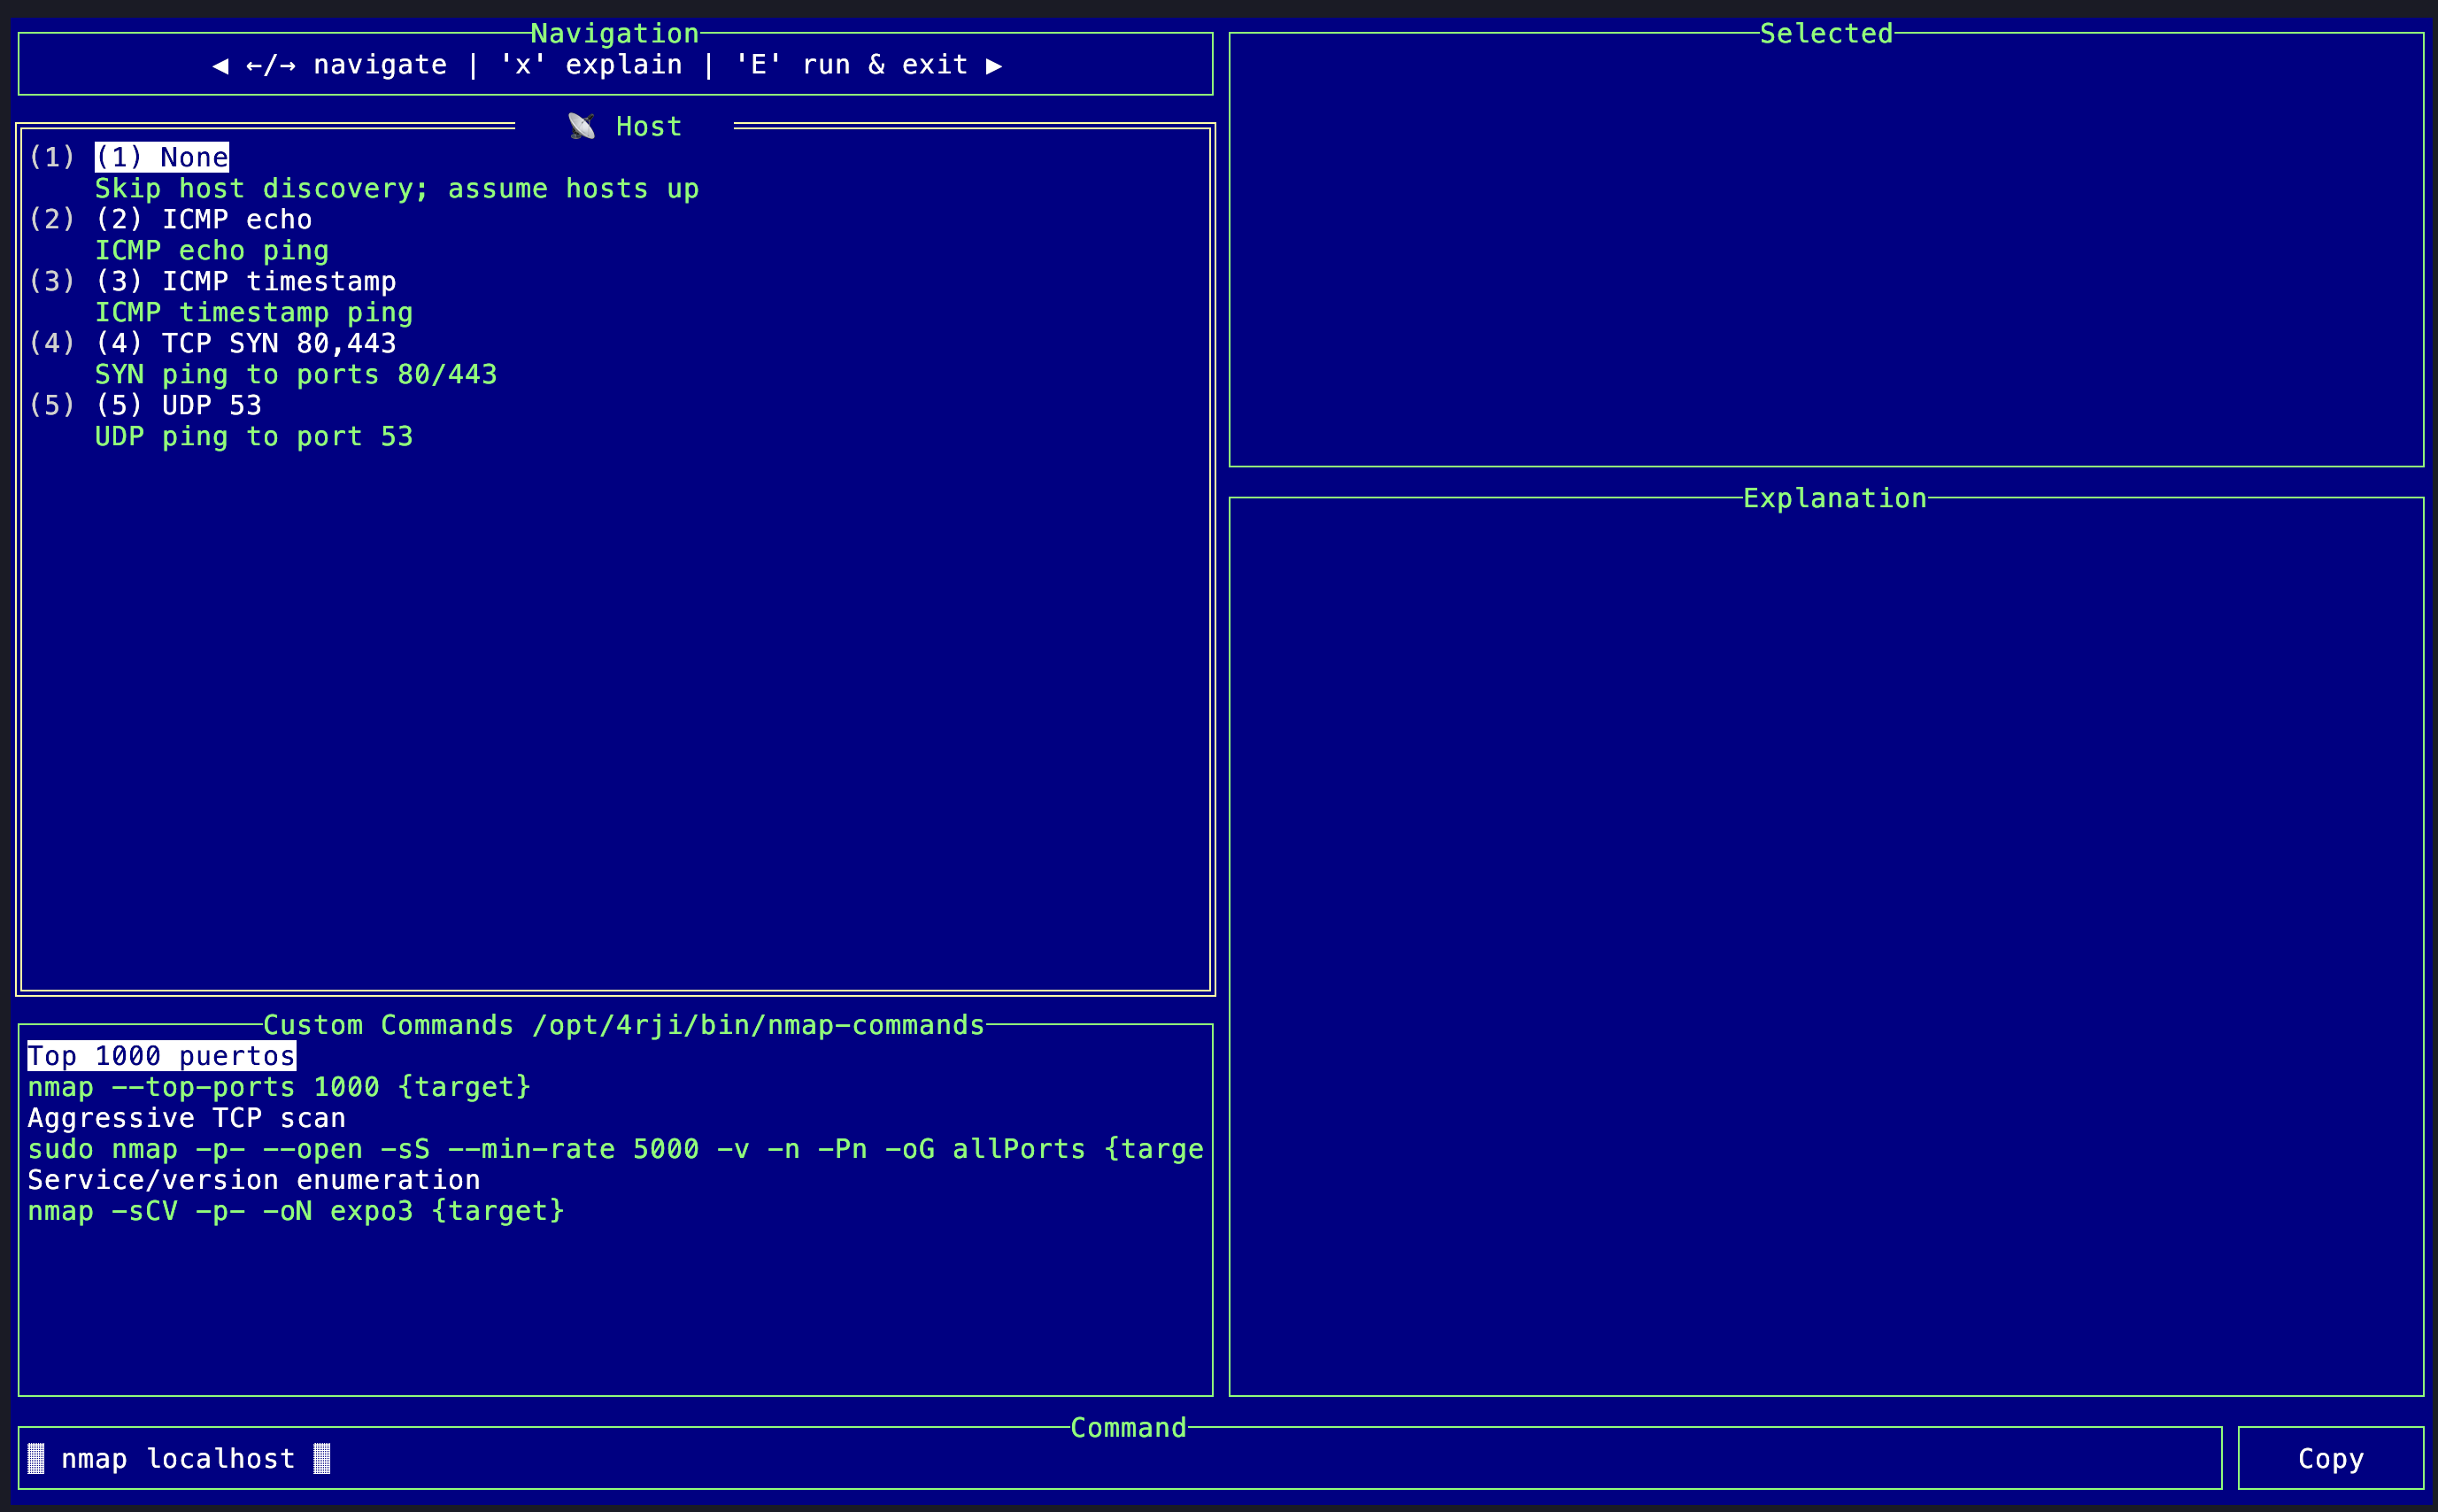 Navigation
◀ ←/→ navigate | 'x' explain | 'E' run & exit ▶
📡 Host
(1) (1) None
Skip host discovery; assume hosts up
(2) (2) ICMP echo
ICMP echo ping
(3) (3) ICMP timestamp
ICMP timestamp ping
(4) (4) TCP SYN 80,443
SYN ping to ports 80/443
(5) (5) UDP 53
UDP ping to port 53
Custom Commands /opt/4rji/bin/nmap-commands
Top 1000 puertos
nmap --top-ports 1000 {target}
Aggressive TCP scan
sudo nmap -p- --open -sS --min-rate 5000 -v -n -Pn -oG allPorts {targe
Service/version enumeration
nmap -sCV -p- -oN expo3 {target}
Selected
Explanation
Command
▓ nmap localhost ▓
Copy